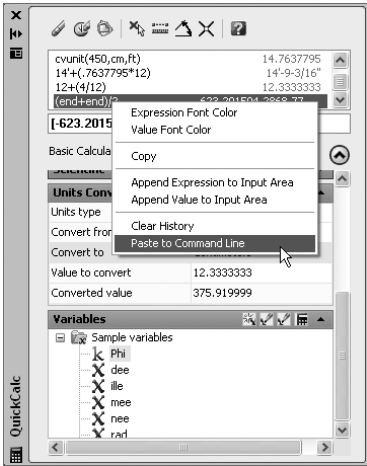 cvunit(450,cm,ft) 14.7637795
14'+(.7637795*12) 14'-9-3/16"
12+(4/12) 12.3333333
(end+end)/2
[-623.2015
Expression Font Color
Value Font Color
Copy
Append Expression to Input Area
Append Value to Input Area
Clear History
Paste to Command Line
Basic Calcula
Units Conv
Units type
Convert from
Convert to
Value to convert 12.3333333
Converted value 375.919999
Variables
Sample variables
k Phi
X dee
X ille
X mee
X nee
X rad
QuickCalc